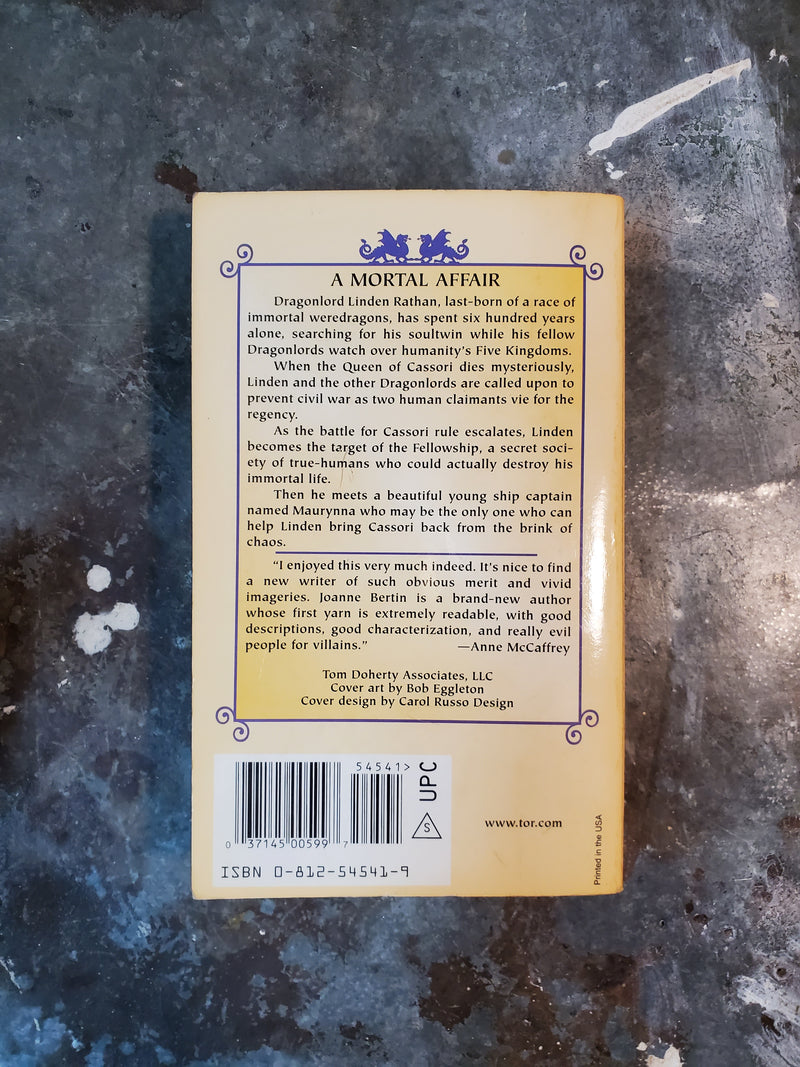 A MORTAL AFFAIR
Dragonlord Linden Rathan, last-born of a race of
immortal weredragons, has spent six hundred years
alone, searching for his soultwin while his fellow
Dragonlords watch over humanity's Five Kingdoms.
When the Queen of Cassori dies mysteriously,
Linden and the other Dragonlords are called upon to
prevent civil war as two human claimants vie for the
regency.
As the battle for Cassori rule escalates, Linden
becomes the target of the Fellowship, a secret soci-
ety of true-humans who could actually destroy his
immortal life.
Then he meets a beautiful young ship captain
named Maurynna who may be the only one who can
help Linden bring Cassori back from the brink of
chaos.
"I enjoyed this very much indeed. It's nice to find
a new writer of such obvious merit and vivid
imageries. Joanne Bertin is a brand-new author
whose first yarn is extremely readable, with good
descriptions, good characterization, and really evil
people for villains." —Anne McCaffrey
Tom Doherty Associates, LLC
Cover art by Bob Eggleton
Cover design by Carol Russo Design
54541>
UPC
S
0 37145 00599 7
ISBN 0-812-54541-9
www.tor.com
Printed in the USA